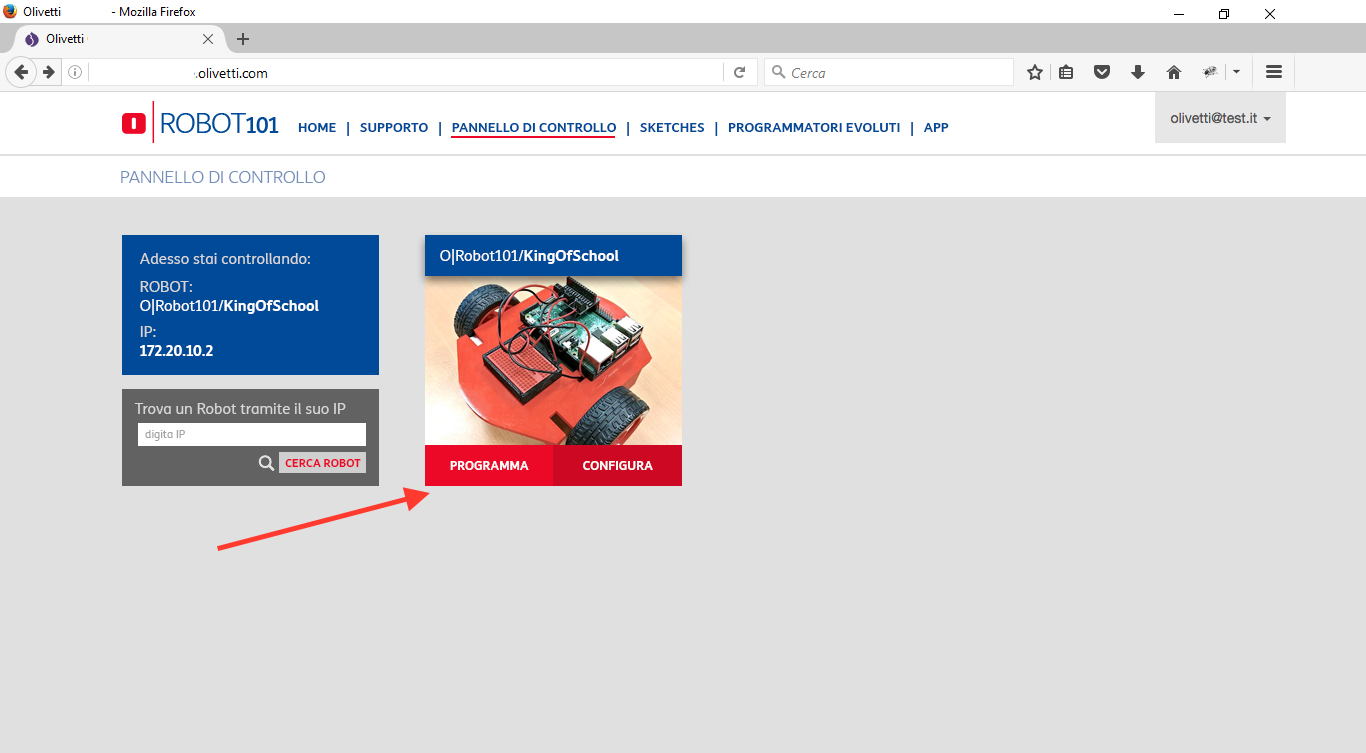 Olivetti - Mozilla Firefox
Olivetti
.olivetti.com
Cerca
ROBOT101
HOME | SUPPORTO | PANNELLO DI CONTROLLO | SKETCHES | PROGRAMMATORI EVOLUTI | APP
olivetti@test.it
PANNELLO DI CONTROLLO
Adesso stai controllando:
ROBOT:
O|Robot101/KingOfSchool
IP:
172.20.10.2
Trova un Robot tramite il suo IP
digita IP
CERCA ROBOT
O|Robot101/KingOfSchool
PROGRAMMA
CONFIGURA